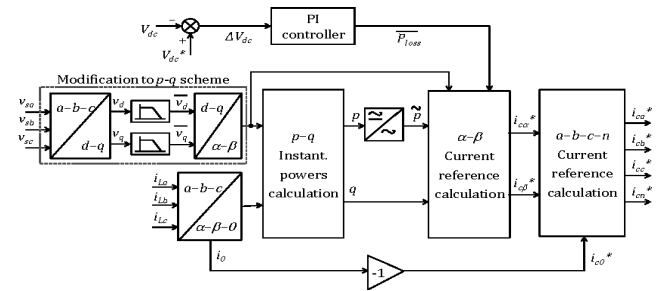 V_dc
−
+
V_dc*
ΔV_dc
PI
controller
P̅_loss
Modification to p-q scheme
v_sa
v_sb
v_sc
a-b-c
d-q
v_d
v_q
v̅_d
v̅_q
d-q
α-β
i_La
i_Lb
i_Lc
a-b-c
α-β-0
i_0
p-q
Instant.
powers
calculation
p
q
p̃
α-β
Current
reference
calculation
i_cα*
i_cβ*
a-b-c-n
Current
reference
calculation
i_ca*
i_cb*
i_cc*
i_cn*
-1
i_c0*